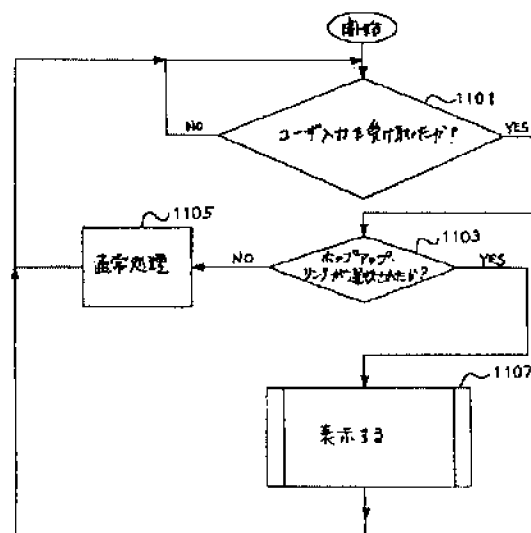 開始
1101
ユーザ入力を受け取ったか?
NO
YES
1105
通常処理
1103
ポップアップ・
リンクが選択されたか?
NO
YES
1107
表示する